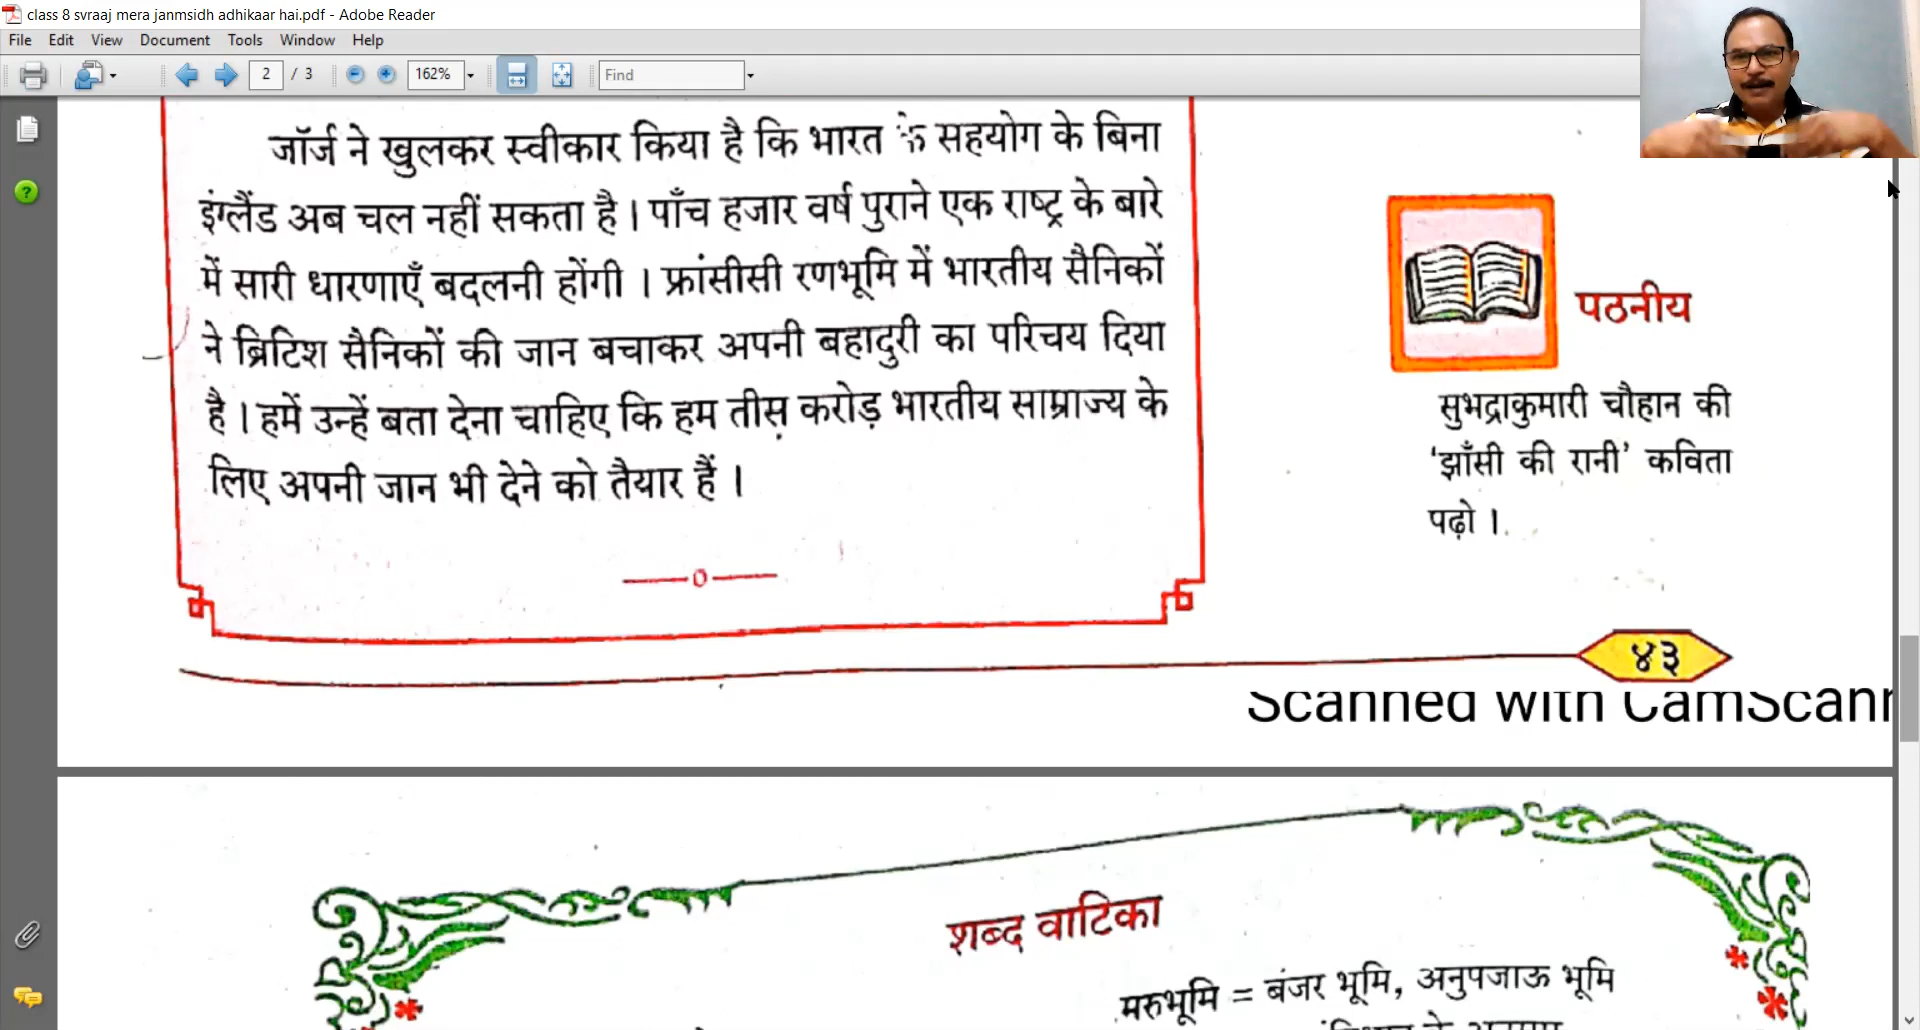 class 8 svraaj mera janmsidh adhikaar hai.pdf - Adobe Reader
File Edit View Document Tools Window Help
2 / 3 162% Find
जॉर्ज ने खुलकर स्वीकार किया है कि भारत के सहयोग के बिना
इंग्लैंड अब चल नहीं सकता है । पाँच हजार वर्ष पुराने एक राष्ट्र के बारे
में सारी धारणाएँ बदलनी होंगी । फ्रांसीसी रणभूमि में भारतीय सैनिकों
ने ब्रिटिश सैनिकों की जान बचाकर अपनी बहादुरी का परिचय दिया
है । हमें उन्हें बता देना चाहिए कि हम तीस करोड़ भारतीय साम्राज्य के
लिए अपनी जान भी देने को तैयार हैं ।
पठनीय
सुभद्राकुमारी चौहान की
‘झाँसी की रानी’ कविता
पढ़ो ।
४३
Scanned with CamScann
शब्द वाटिका
मरुभूमि = बंजर भूमि, अनुपजाऊ भूमि